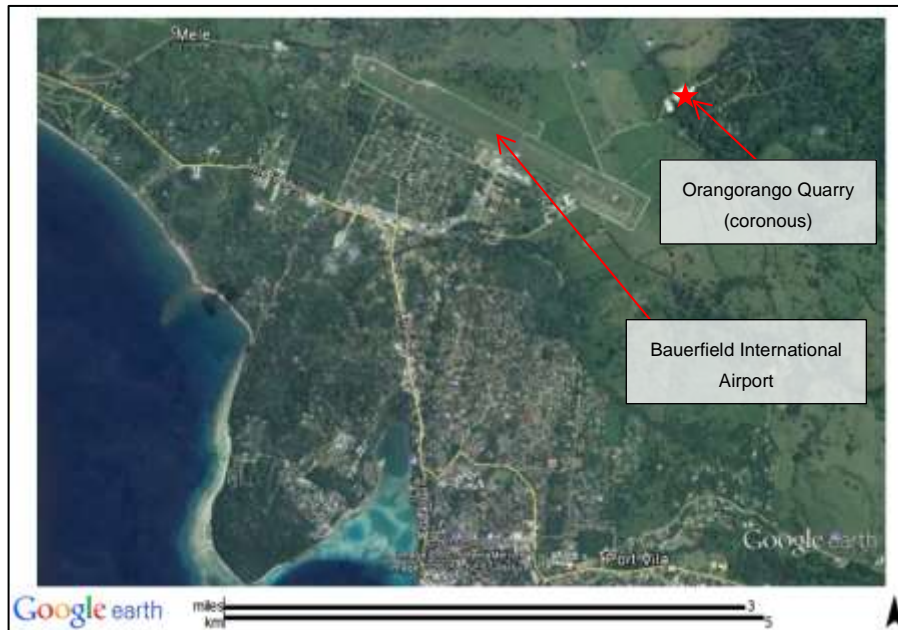 Mele
Orangorango Quarry
(coronous)
Bauerfield International
Airport
Port Vila
Google earth
Google earth
miles
3
km
5